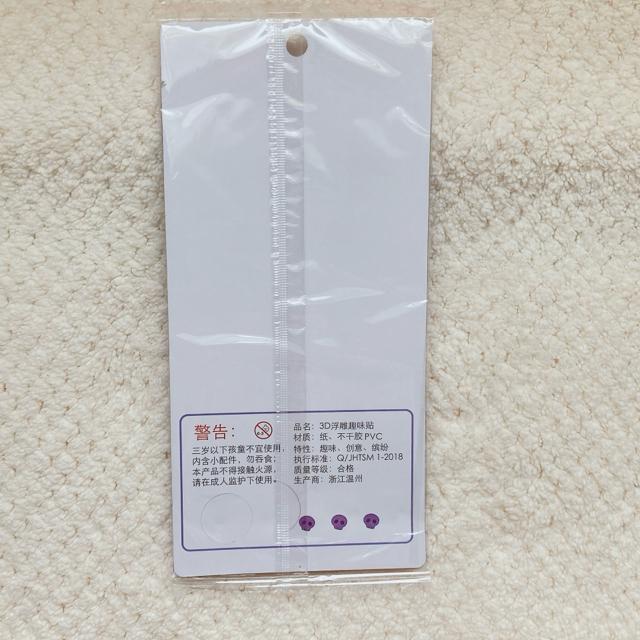 警告：
三岁以下孩童不宜使用，
内含小配件，勿吞食；
本产品不得接触火源，
请在成人监护下使用。
品名：3D浮雕趣味贴
材质：纸、不干胶PVC
特性：趣味、创意、缤纷
执行标准：Q/JHTSM 1-2018
质量等级：合格
生产商：浙江温州